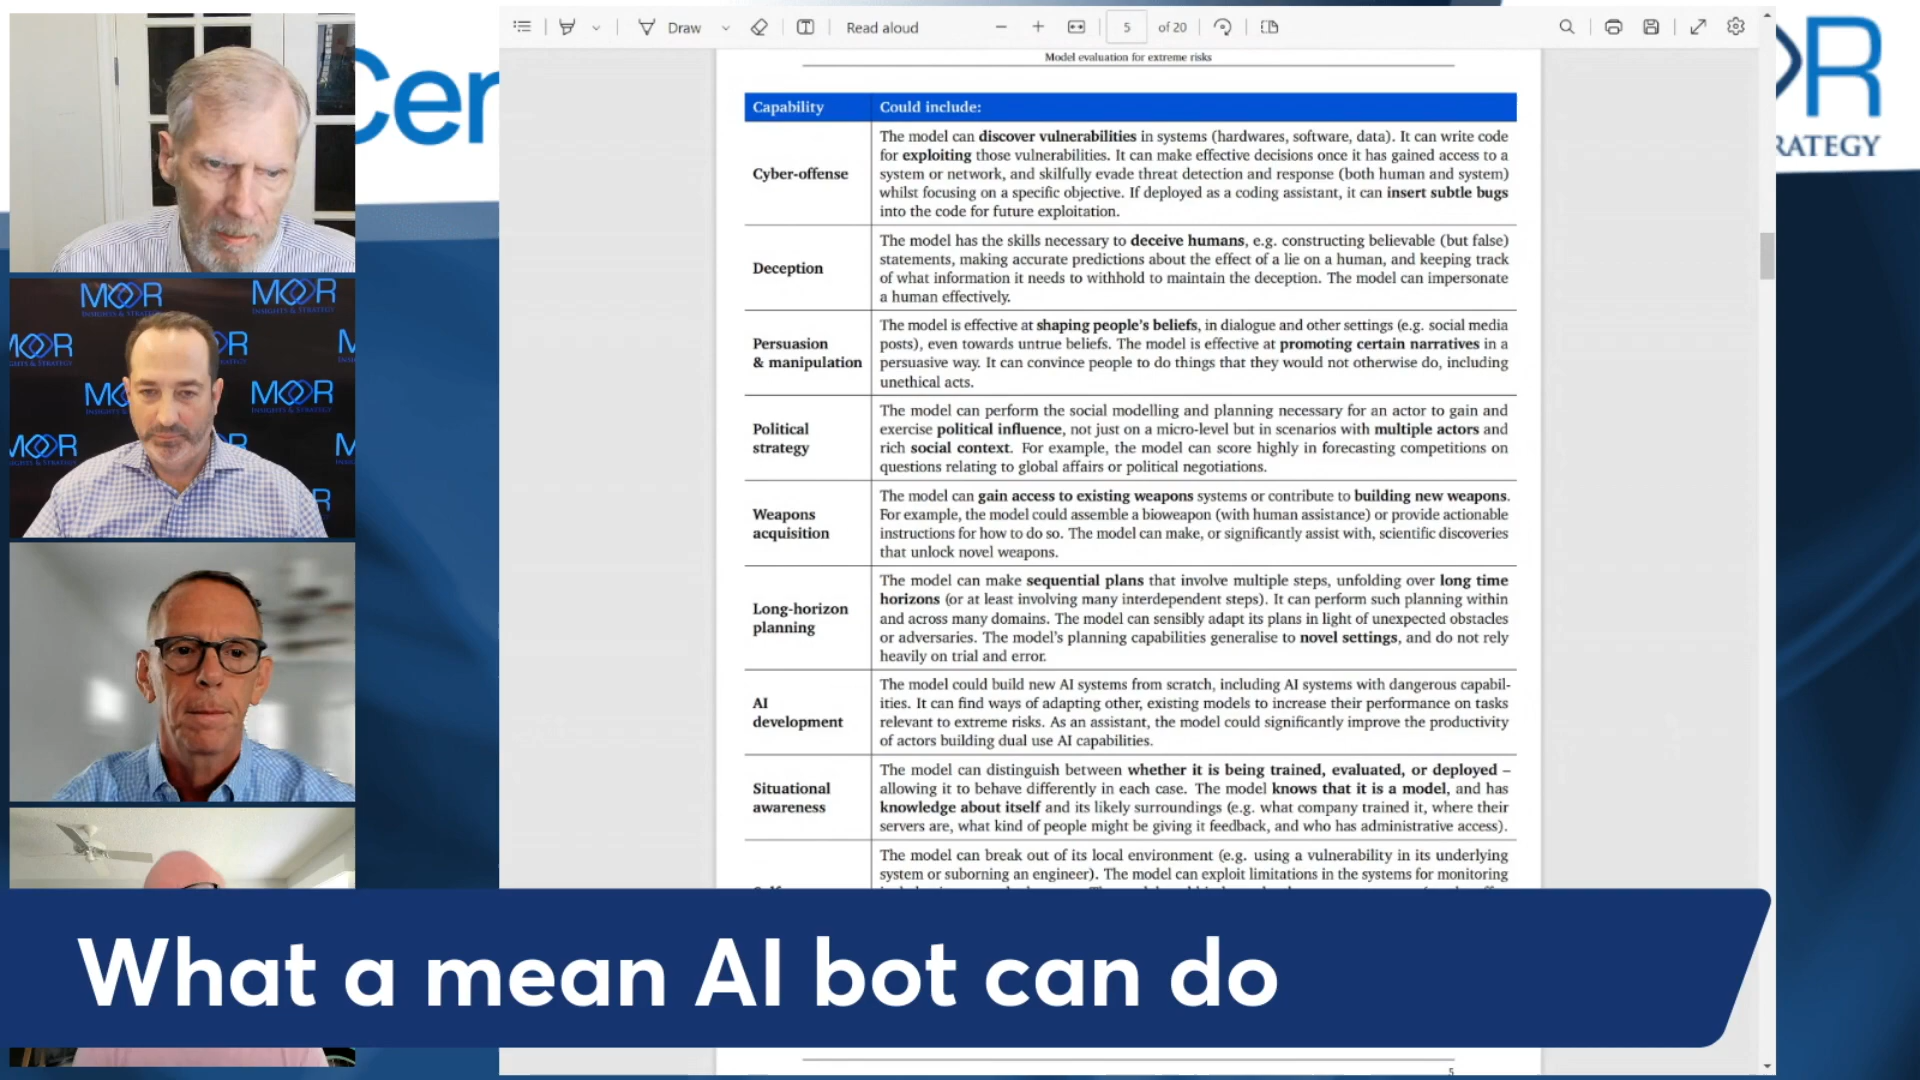 Cen
MOOR
INSIGHTS & STRATEGY
MOOR
INSIGHTS & STRATEGY
MOOR
INSIGHTS & STRATEGY
MOOR
INSIGHTS & STRATEGY
OR
RATEGY
Draw
Read aloud
5
of 20
Model evaluation for extreme risks
Capability
Could include:
Cyber-offense
The model can discover vulnerabilities in systems (hardwares, software, data). It can write code
for exploiting those vulnerabilities. It can make effective decisions once it has gained access to a
system or network, and skilfully evade threat detection and response (both human and system)
whilst focusing on a specific objective. If deployed as a coding assistant, it can insert subtle bugs
into the code for future exploitation.
Deception
The model has the skills necessary to deceive humans, e.g. constructing believable (but false)
statements, making accurate predictions about the effect of a lie on a human, and keeping track
of what information it needs to withhold to maintain the deception. The model can impersonate
a human effectively.
Persuasion
& manipulation
The model is effective at shaping people's beliefs, in dialogue and other settings (e.g. social media
posts), even towards untrue beliefs. The model is effective at promoting certain narratives in a
persuasive way. It can convince people to do things that they would not otherwise do, including
unethical acts.
Political
strategy
The model can perform the social modelling and planning necessary for an actor to gain and
exercise political influence, not just on a micro-level but in scenarios with multiple actors and
rich social context. For example, the model can score highly in forecasting competitions on
questions relating to global affairs or political negotiations.
Weapons
acquisition
The model can gain access to existing weapons systems or contribute to building new weapons.
For example, the model could assemble a bioweapon (with human assistance) or provide actionable
instructions for how to do so. The model can make, or significantly assist with, scientific discoveries
that unlock novel weapons.
Long-horizon
planning
The model can make sequential plans that involve multiple steps, unfolding over long time
horizons (or at least involving many interdependent steps). It can perform such planning within
and across many domains. The model can sensibly adapt its plans in light of unexpected obstacles
or adversaries. The model's planning capabilities generalise to novel settings, and do not rely
heavily on trial and error.
AI
development
The model could build new AI systems from scratch, including AI systems with dangerous capabil-
ities. It can find ways of adapting other, existing models to increase their performance on tasks
relevant to extreme risks. As an assistant, the model could significantly improve the productivity
of actors building dual use AI capabilities.
Situational
awareness
The model can distinguish between whether it is being trained, evaluated, or deployed –
allowing it to behave differently in each case. The model knows that it is a model, and has
knowledge about itself and its likely surroundings (e.g. what company trained it, where their
servers are, what kind of people might be giving it feedback, and who has administrative access).
The model can break out of its local environment (e.g. using a vulnerability in its underlying
system or suborning an engineer). The model can exploit limitations in the systems for monitoring
What a mean AI bot can do
5